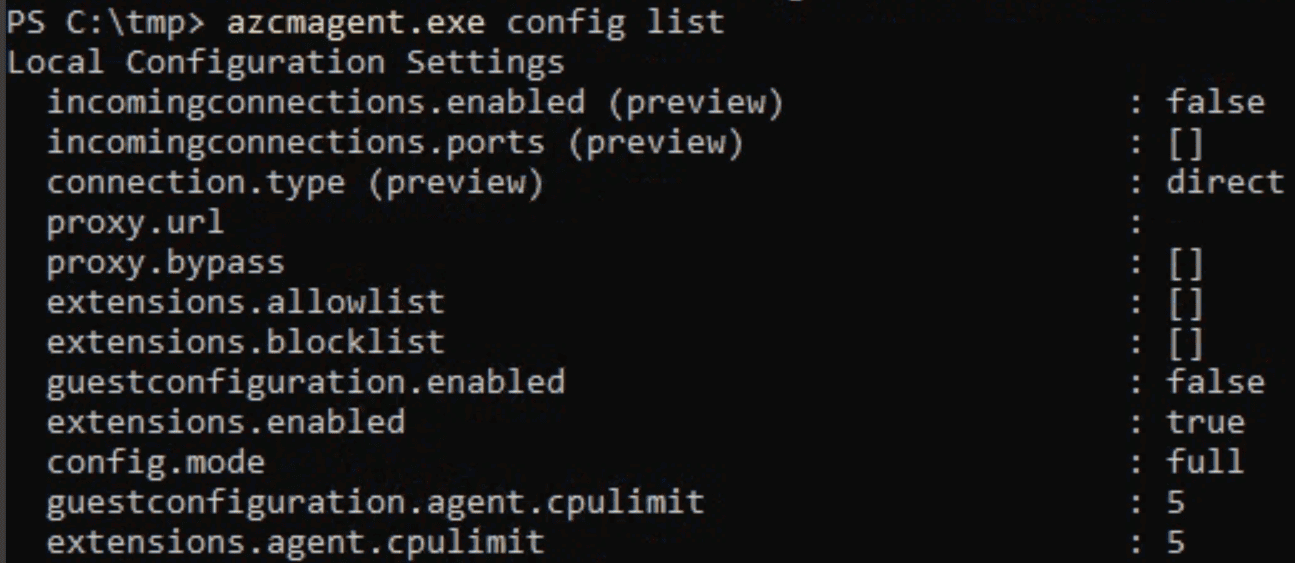 PS C:\tmp> azcmagent.exe config list
Local Configuration Settings
incomingconnections.enabled (preview) : false
incomingconnections.ports (preview) : []
connection.type (preview) : direct
proxy.url :
proxy.bypass : []
extensions.allowlist : []
extensions.blocklist : []
guestconfiguration.enabled : false
extensions.enabled : true
config.mode : full
guestconfiguration.agent.cpulimit : 5
extensions.agent.cpulimit : 5